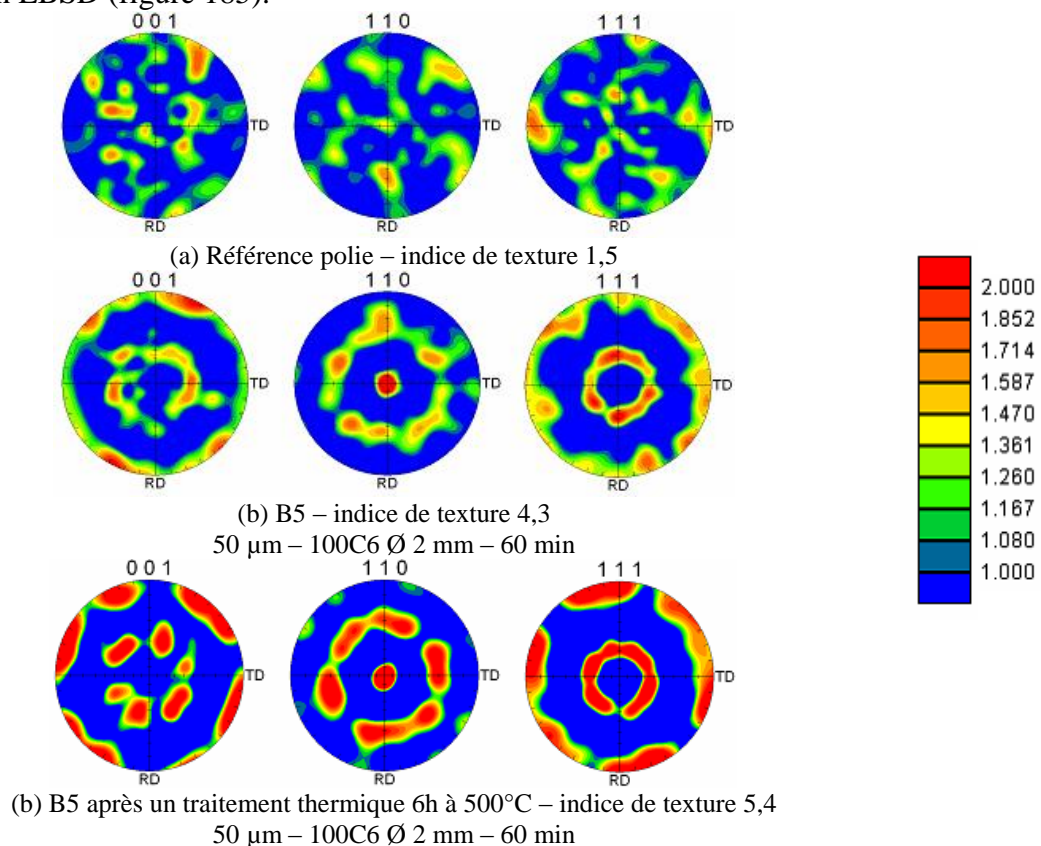 EBSD (figure 185).
0 0 1 1 1 0 1 1 1
TD TD TD
RD RD RD
(a) Référence polie – indice de texture 1,5
0 0 1 1 1 0 1 1 1
TD TD TD
RD RD RD
(b) B5 – indice de texture 4,3
50 µm – 100C6 Ø 2 mm – 60 min
0 0 1 1 1 0 1 1 1
TD TD TD
RD RD RD
(b) B5 après un traitement thermique 6h à 500°C – indice de texture 5,4
50 µm – 100C6 Ø 2 mm – 60 min
2.000
1.852
1.714
1.587
1.470
1.361
1.260
1.167
1.080
1.000